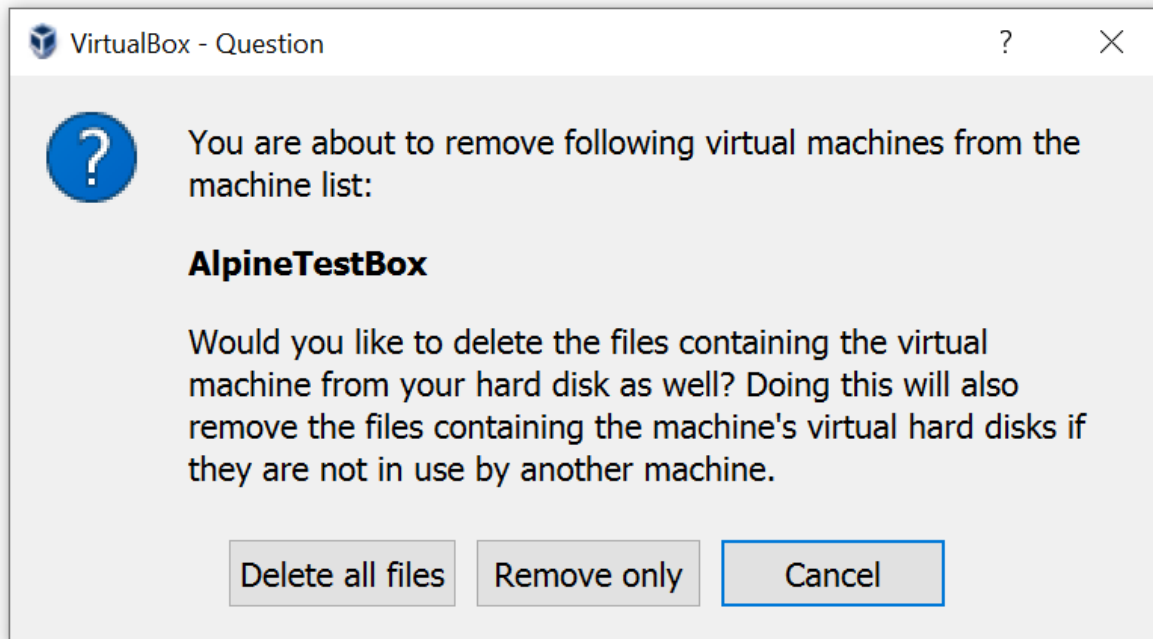 VirtualBox - Question
?
You are about to remove following virtual machines from the
machine list:
AlpineTestBox
Would you like to delete the files containing the virtual
machine from your hard disk as well? Doing this will also
remove the files containing the machine's virtual hard disks if
they are not in use by another machine.
Delete all files Remove only Cancel